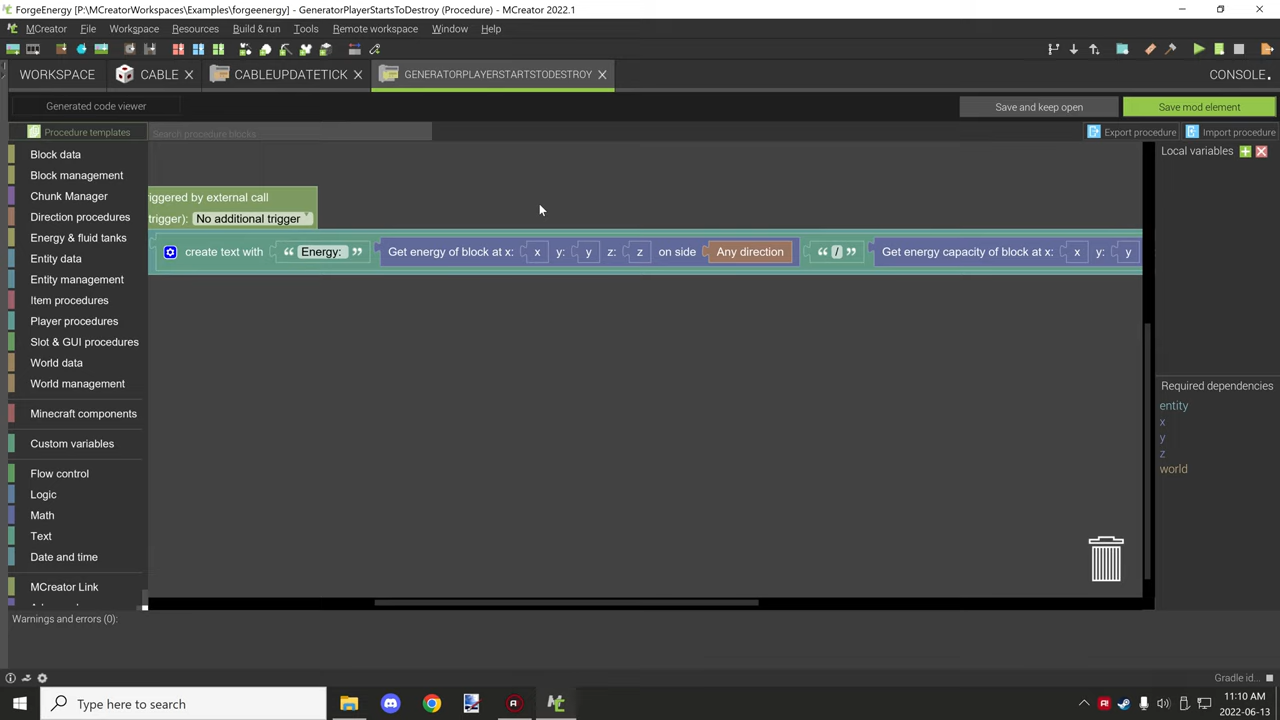 ForgeEnergy [P:\MCreatorWorkspaces\Examples\forgeenergy] - GeneratorPlayerStartsToDestroy (Procedure) - MCreator 2022.1
MCreator File Workspace Resources Build & run Tools Remote workspace Window Help
WORKSPACE CABLE CABLEUPDATETICK GENERATORPLAYERSTARTSTODESTROY CONSOLE
Generated code viewer Save and keep open Save mod element
Procedure templates Search procedure blocks Export procedure Import procedure
Block data
Block management
Chunk Manager
Direction procedures
Energy & fluid tanks
Entity data
Entity management
Item procedures
Player procedures
Slot & GUI procedures
World data
World management
Minecraft components
Custom variables
Flow control
Logic
Math
Text
Date and time
MCreator Link
riggered by external call
trigger): No additional trigger
create text with “ Energy: ” Get energy of block at x: x y: y z: z on side Any direction “ / ” Get energy capacity of block at x: x y: y
Local variables
Required dependencies
entity
x
y
z
world
Warnings and errors (0):
Gradle id...
Type here to search
11:10 AM
2022-06-13